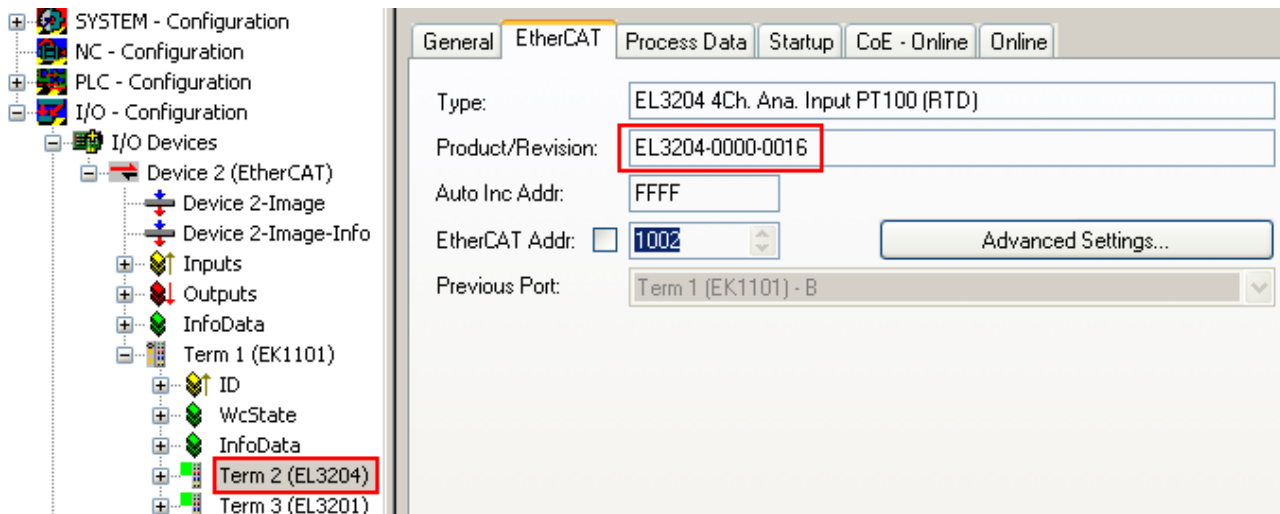 SYSTEM - Configuration
NC - Configuration
PLC - Configuration
I/O - Configuration
I/O Devices
Device 2 (EtherCAT)
Device 2-Image
Device 2-Image-Info
Inputs
Outputs
InfoData
Term 1 (EK1101)
ID
WcState
InfoData
Term 2 (EL3204)
Term 3 (EL3201)
General EtherCAT Process Data Startup CoE - Online Online
Type: EL3204 4Ch. Ana. Input PT100 (RTD)
Product/Revision: EL3204-0000-0016
Auto Inc Addr: FFFF
EtherCAT Addr: 1002 Advanced Settings...
Previous Port: Term 1 (EK1101) - B